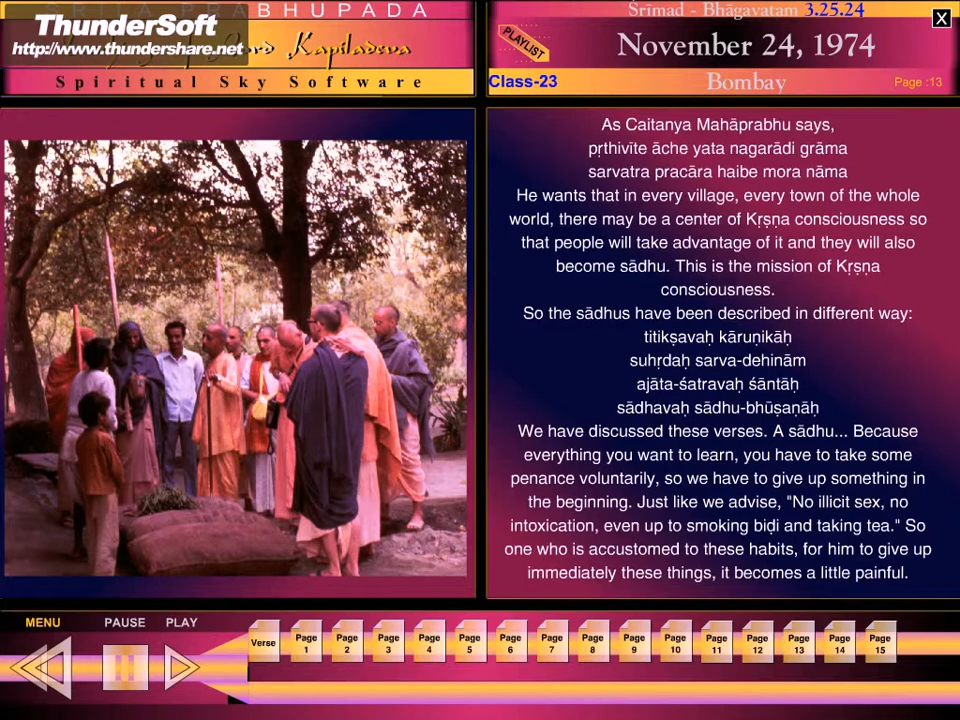 SRILA PRABHUPADA
ThunderSoft
http://www.thundershare.net
rd Kapiladeva
Spiritual Sky Software
Śrīmad - Bhāgavatam 3.25.24
X
PLAYLIST
November 24, 1974
Class-23
Bombay
Page :13
As Caitanya Mahāprabhu says,
pṛthivīte āche yata nagarādi grāma
sarvatra pracāra haibe mora nāma
He wants that in every village, every town of the whole
world, there may be a center of Kṛṣṇa consciousness so
that people will take advantage of it and they will also
become sādhu. This is the mission of Kṛṣṇa
consciousness.
So the sādhus have been described in different way:
titikṣavaḥ kāruṇikāḥ
suhṛdaḥ sarva-dehinām
ajāta-śatravaḥ śāntāḥ
sādhavaḥ sādhu-bhūṣaṇāḥ
We have discussed these verses. A sādhu... Because
everything you want to learn, you have to take some
penance voluntarily, so we have to give up something in
the beginning. Just like we advise, "No illicit sex, no
intoxication, even up to smoking biḍi and taking tea." So
one who is accustomed to these habits, for him to give up
immediately these things, it becomes a little painful.
MENU PAUSE PLAY
Verse
Page 1
Page 2
Page 3
Page 4
Page 5
Page 6
Page 7
Page 8
Page 9
Page 10
Page 11
Page 12
Page 13
Page 14
Page 15